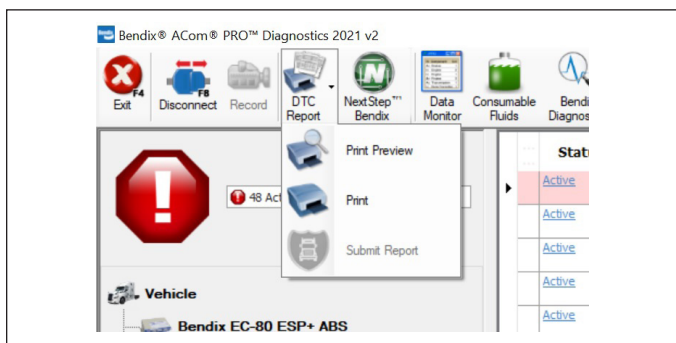 Bendix® ACom® PRO™ Diagnostics 2021 v2
F4
Exit
F8
Disconnect
Record
DTC
Report
N
NextStep™
Bendix
Data
Monitor
Consumable
Fluids
Bendi
Diagnos
Print Preview
Print
Submit Report
48 Act
Stat
Active
Active
Active
Active
Active
Vehicle
Bendix EC-80 ESP+ ABS